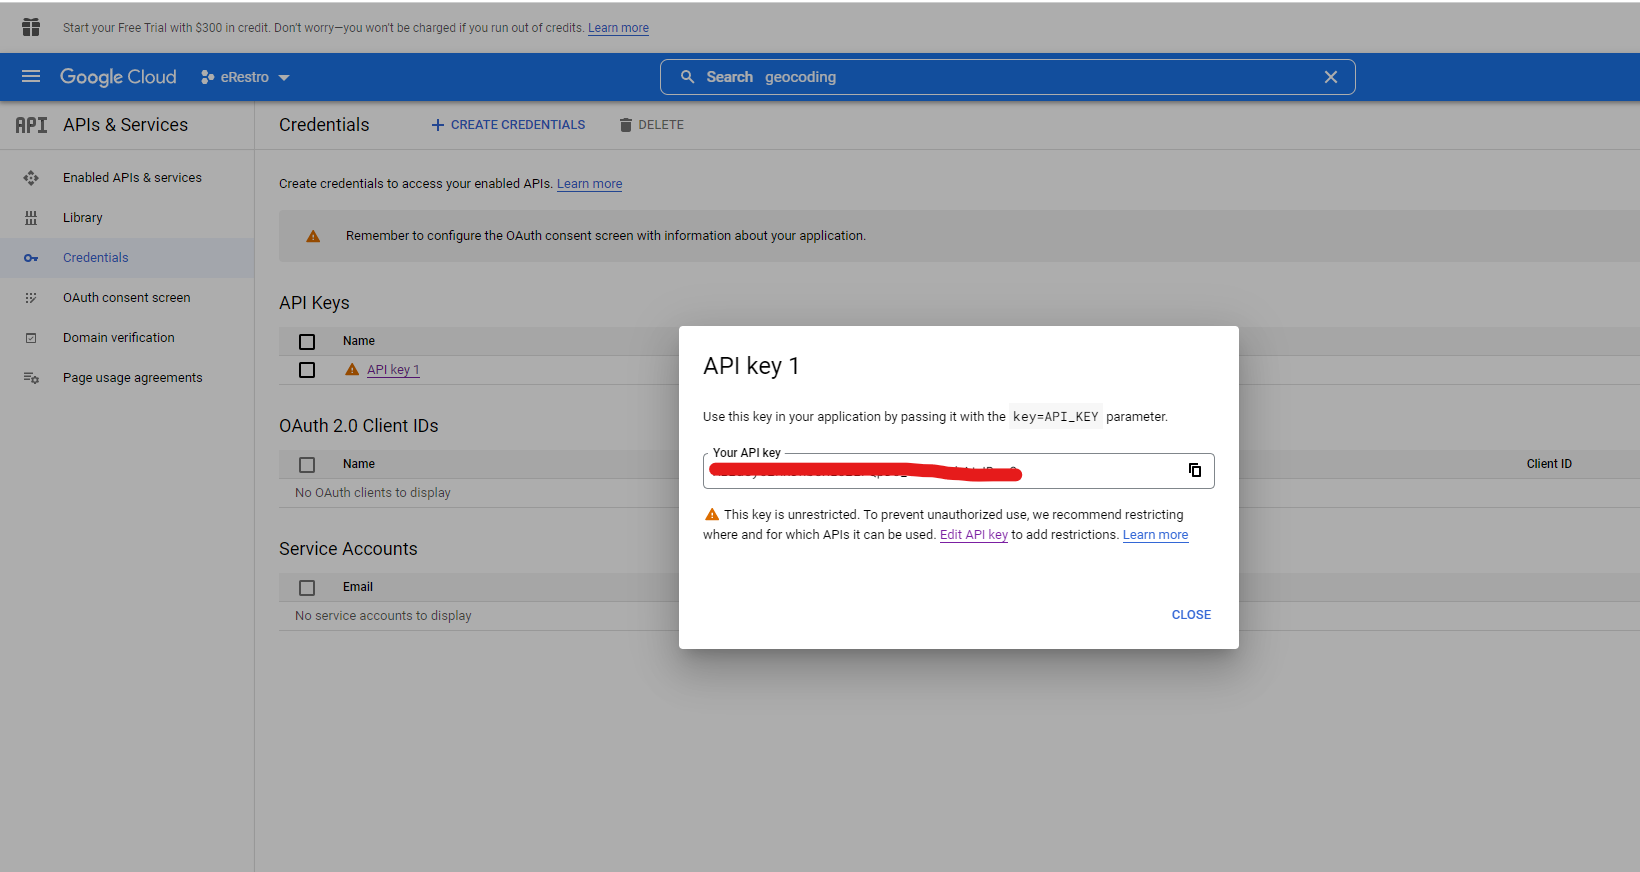 Start your Free Trial with $300 in credit. Don't worry—you won't be charged if you run out of credits. Learn more
Google Cloud
eRestro
Search geocoding
API APIs & Services
Credentials
CREATE CREDENTIALS
DELETE
Enabled APIs & services
Library
Credentials
OAuth consent screen
Domain verification
Page usage agreements
Create credentials to access your enabled APIs. Learn more
Remember to configure the OAuth consent screen with information about your application.
API Keys
Name
API key 1
OAuth 2.0 Client IDs
Name
Client ID
No OAuth clients to display
Service Accounts
Email
No service accounts to display
API key 1
Use this key in your application by passing it with the key=API_KEY parameter.
Your API key
This key is unrestricted. To prevent unauthorized use, we recommend restricting
where and for which APIs it can be used. Edit API key to add restrictions. Learn more
CLOSE